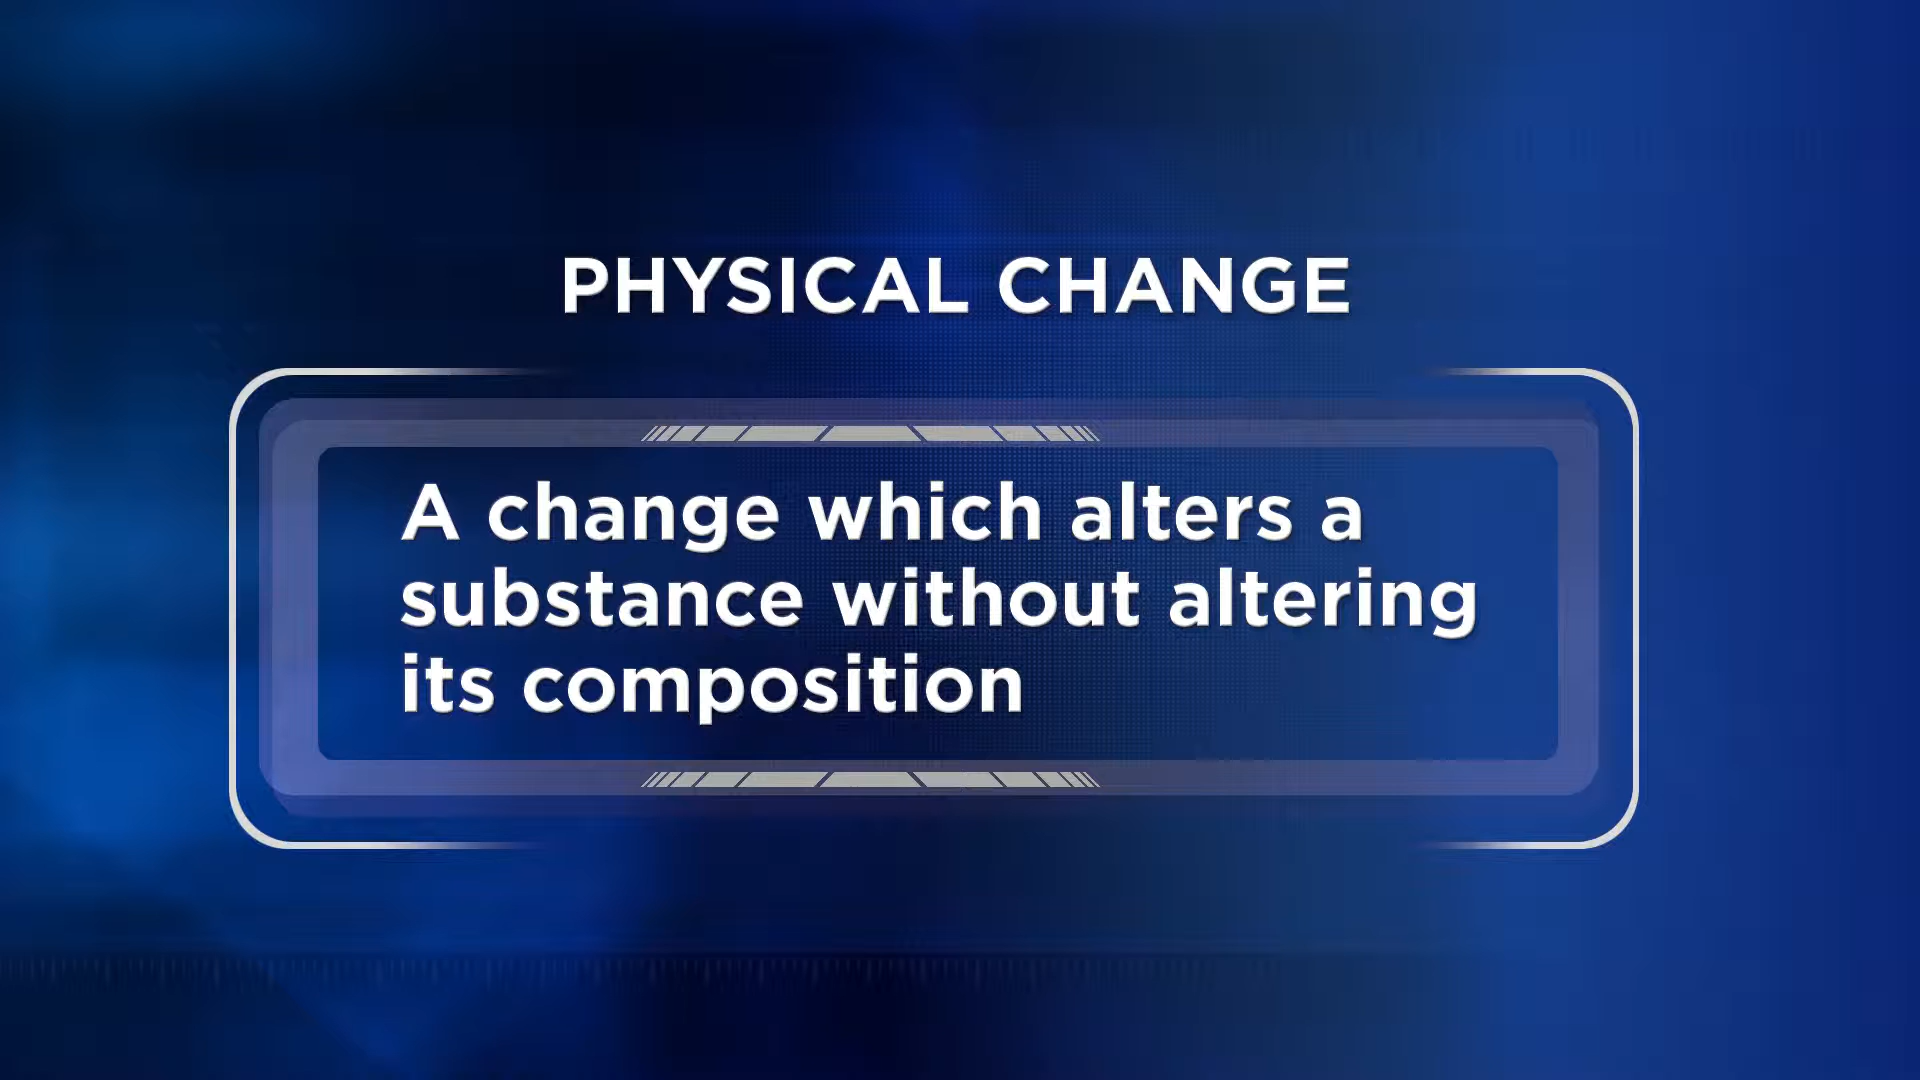 PHYSICAL CHANGE
A change which alters a
substance without altering
its composition